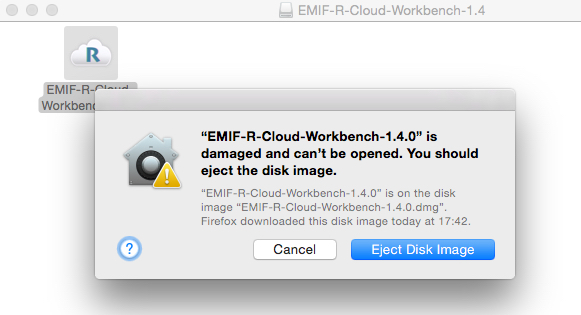 EMIF-R-Cloud-Workbench-1.4
R
EMIF-R-Cloud
Workbench
“EMIF-R-Cloud-Workbench-1.4.0” is
damaged and can’t be opened. You should
eject the disk image.
“EMIF-R-Cloud-Workbench-1.4.0” is on the disk
image “EMIF-R-Cloud-Workbench-1.4.0.dmg”.
Firefox downloaded this disk image today at 17:42.
?
Cancel
Eject Disk Image